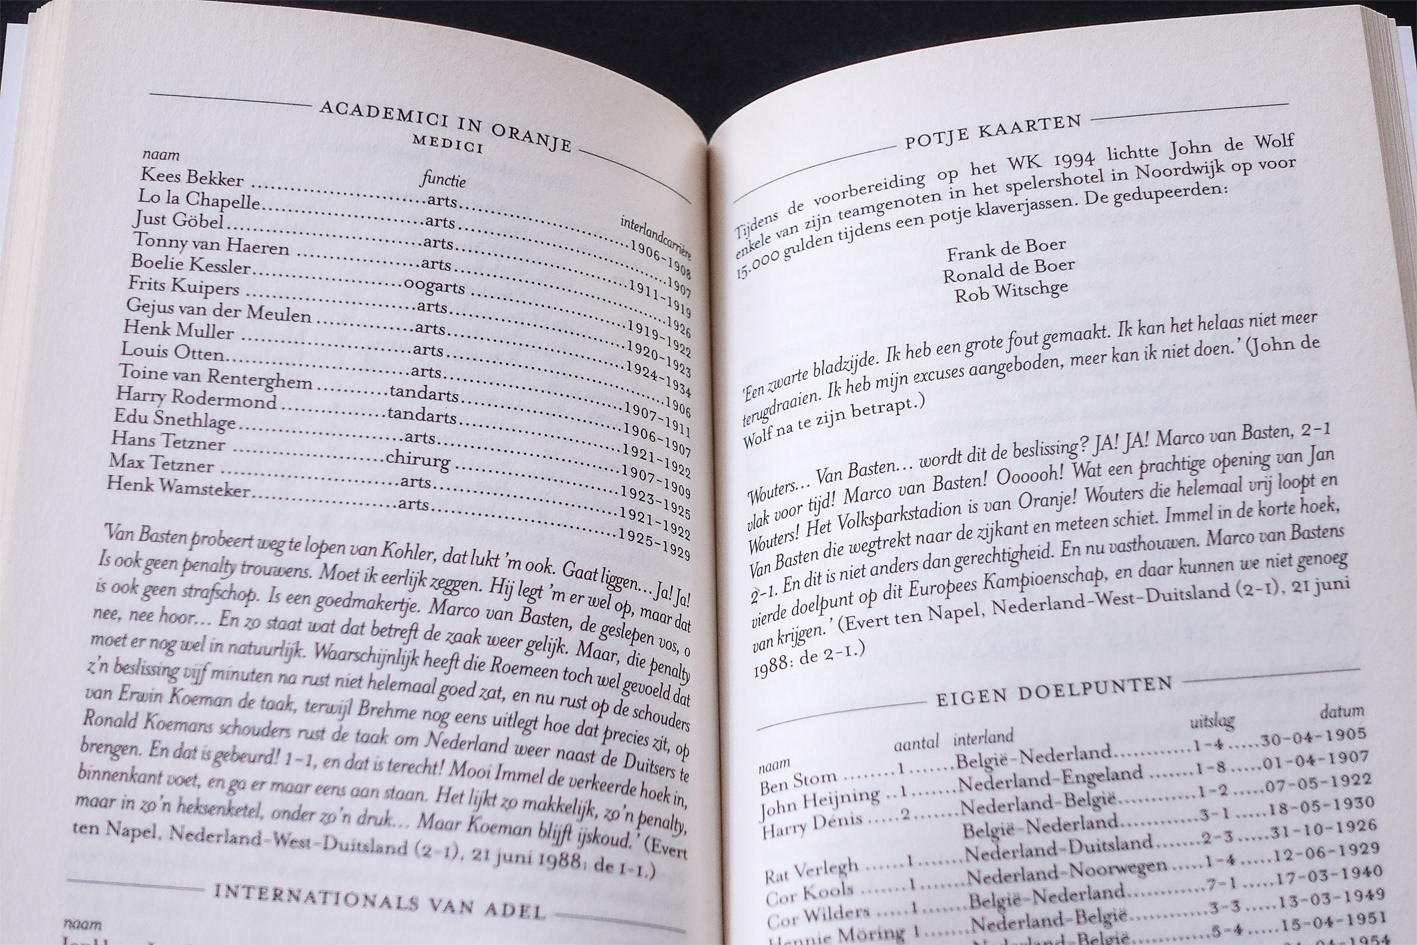 ACADEMICI IN ORANJE
MEDICI
naam functie interlandcarrière
Kees Bekker ..........arts..........1906-1908
Lo la Chapelle..........arts..........1907
Just Göbel..........arts..........1911-1919
Tonny van Haeren ..........arts..........1926
Boelie Kessler..........oogarts..........1919-1922
Frits Kuipers ..........arts..........1920-1923
Gejus van der Meulen ..........arts..........1924-1934
Henk Muller ..........arts..........1906
Louis Otten..........arts..........1907-1911
Toine van Renterghem ..........tandarts..........1906-1907
Harry Rodermond ..........tandarts..........1921-1922
Edu Snethlage..........arts..........1907-1909
Hans Tetzner ..........chirurg..........1923-1925
Max Tetzner ..........arts..........1921-1922
Henk Wamsteker..........arts..........1925-1929
'Van Basten probeert weg te lopen van Kohler, dat lukt 'm ook. Gaat liggen... Ja! Ja!
Is ook geen penalty trouwens. Moet ik eerlijk zeggen. Hij legt 'm er wel op, maar dat
is ook geen strafschop. Is een goedmakertje. Marco van Basten, de geslepen vos, o
nee, nee hoor... En zo staat wat dat betreft de zaak weer gelijk. Maar, die penalty
moet er nog wel in natuurlijk. Waarschijnlijk heeft die Roemeen toch wel gevoeld dat
z'n beslissing vijf minuten na rust niet helemaal goed zat, en nu rust op de schouders
van Erwin Koeman de taak, terwijl Brehme nog eens uitlegt hoe dat precies zit, op
Ronald Koemans schouders rust de taak om Nederland weer naast de Duitsers te
brengen. En dat is gebeurd! 1-1, en dat is terecht! Mooi Immel de verkeerde hoek in,
binnenkant voet, en ga er maar eens aan staan. Het lijkt zo makkelijk, zo'n penalty,
maar in zo'n heksenketel, onder zo'n druk... Maar Koeman blijft ijskoud.' (Evert
ten Napel, Nederland-West-Duitsland (2-1), 21 juni 1988; de 1-1.)
INTERNATIONALS VAN ADEL
naam
POTJE KAARTEN
Tijdens de voorbereiding op het WK 1994 lichtte John de Wolf
enkele van zijn teamgenoten in het spelershotel in Noordwijk op voor
15.000 gulden tijdens een potje klaverjassen. De gedupeerden:
Frank de Boer
Ronald de Boer
Rob Witschge
'Een zwarte bladzijde. Ik heb een grote fout gemaakt. Ik kan het helaas niet meer
terugdraaien. Ik heb mijn excuses aangeboden, meer kan ik niet doen.' (John de
Wolf na te zijn betrapt.)
'Wouters... Van Basten... wordt dit de beslissing? JA! JA! Marco van Basten, 2-1
vlak voor tijd! Marco van Basten! Oooooh! Wat een prachtige opening van Jan
Wouters! Het Volksparkstadion is van Oranje! Wouters die helemaal vrij loopt en
Van Basten die wegtrekt naar de zijkant en meteen schiet. Immel in de korte hoek,
2-1. En dit is niet anders dan gerechtigheid. En nu vasthouwen. Marco van Bastens
vierde doelpunt op dit Europees Kampioenschap, en daar kunnen we niet genoeg
van krijgen.' (Evert ten Napel, Nederland-West-Duitsland (2-1), 21 juni
1988; de 2-1.)
EIGEN DOELPUNTEN
naam aantal interland uitslag datum
Ben Stom ........1........België-Nederland...........1-4.....30-04-1905
John Heijning ..1.......Nederland-Engeland .......1-8.....01-04-1907
Harry Dénis .....2.......Nederland-België...........1-2.....07-05-1922
België-Nederland...........3-1.....18-05-1930
Rat Verlegh ......1.......Nederland-Duitsland.......2-3.....31-10-1926
Cor Kools ........1.......Nederland-Noorwegen .....1-4.....12-06-1929
Cor Wilders .....1.......België-Nederland...........7-1.....17-03-1940
Hennie Möring 1.......Nederland-België...........3-3.....13-03-1949
5-4.....15-04-1951
1954